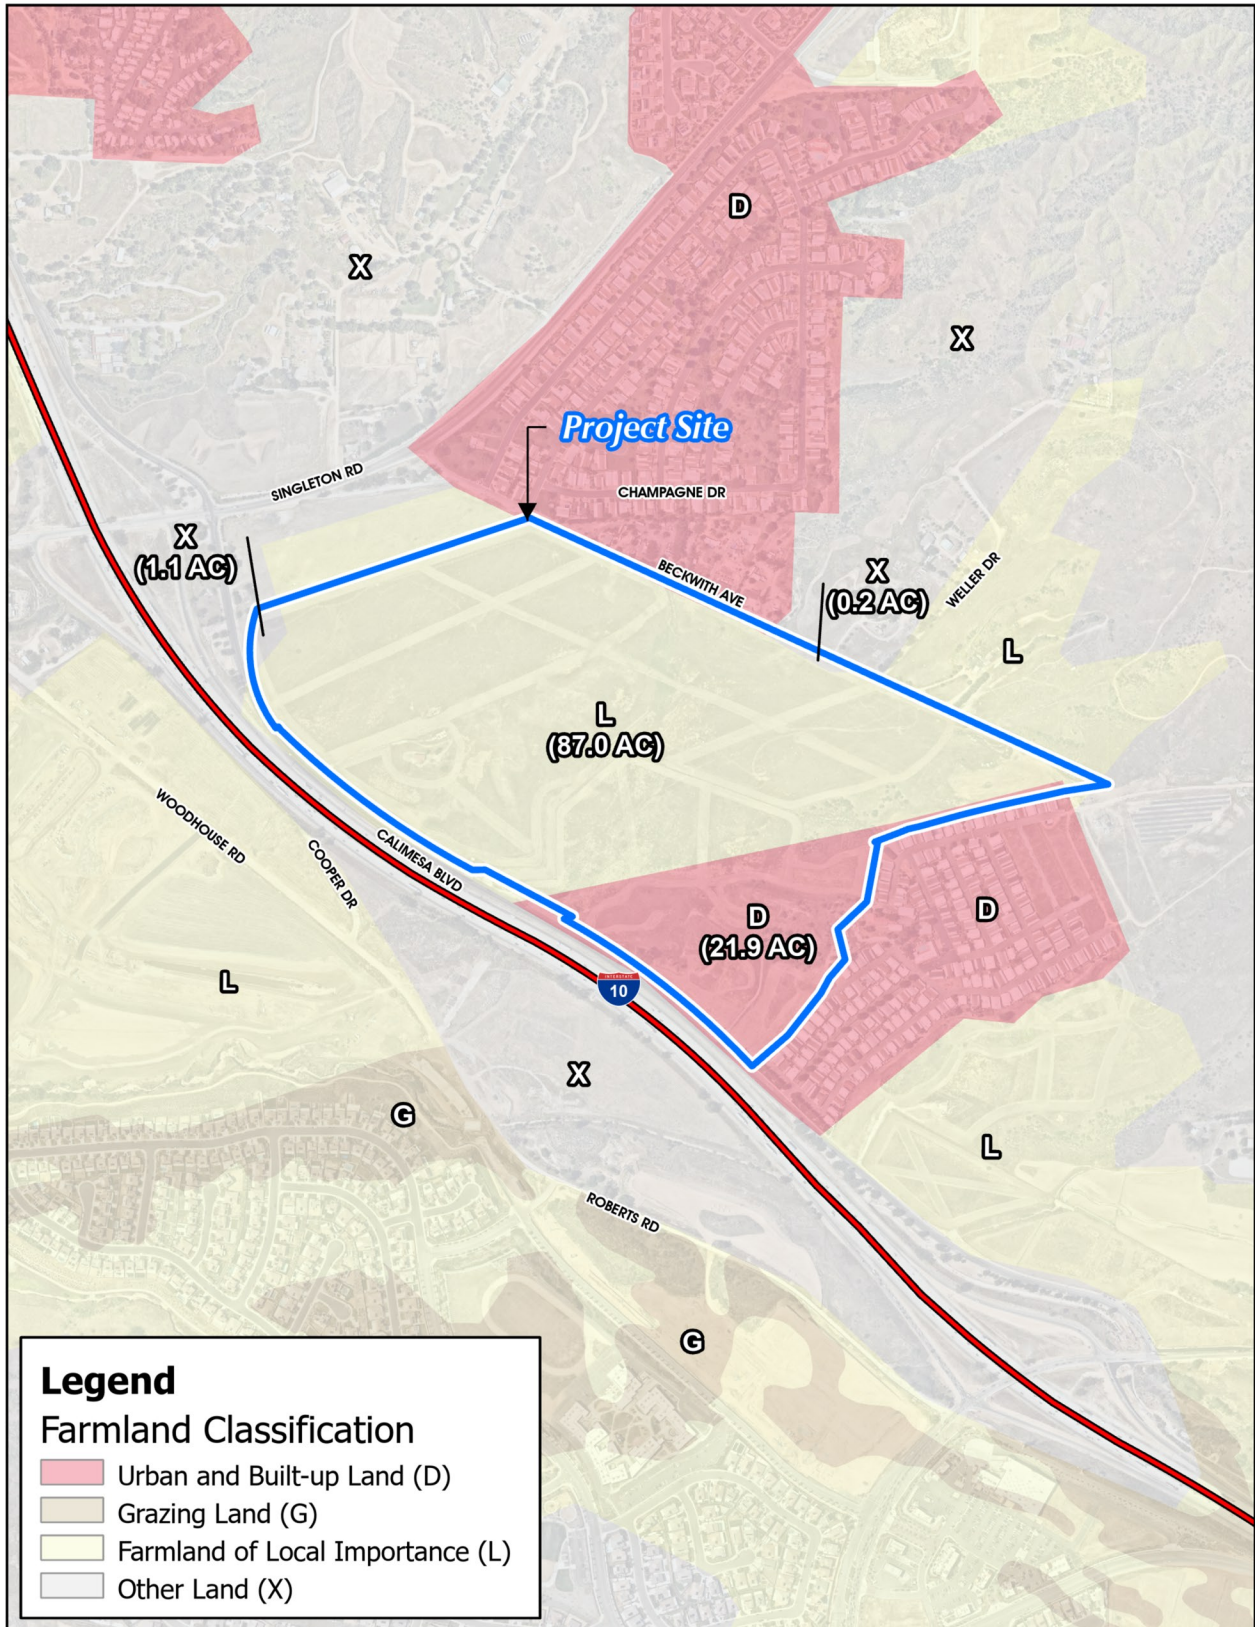 D
X
X
Project Site
SINGLETON RD
CHAMPAGNE DR
X
(1.1 AC)
BECKWITH AVE
X
(0.2 AC)
WELLER DR
L
L
(87.0 AC)
WOODHOUSE RD
COOPER DR
CALIMESA BLVD
D
(21.9 AC)
D
L
INTERSTATE
10
X
G
L
ROBERTS RD
G
Legend
Farmland Classification
Urban and Built-up Land (D)
Grazing Land (G)
Farmland of Local Importance (L)
Other Land (X)